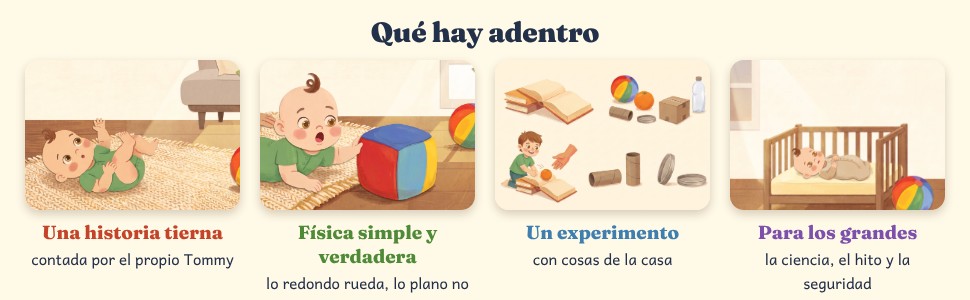 Qué hay adentro
Una historia tierna
contada por el propio Tommy
Física simple y
verdadera
lo redondo rueda, lo plano no
Un experimento
con cosas de la casa
Para los grandes
la ciencia, el hito y la
seguridad